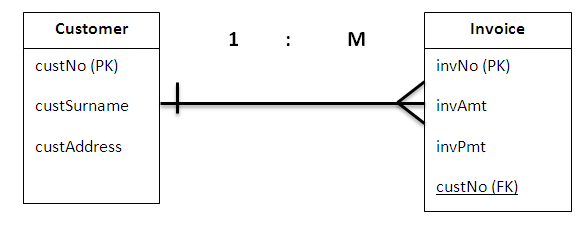 Customer
custNo (PK)
custSurname
custAddress
1 : M
Invoice
invNo (PK)
invAmt
invPmt
custNo (FK)